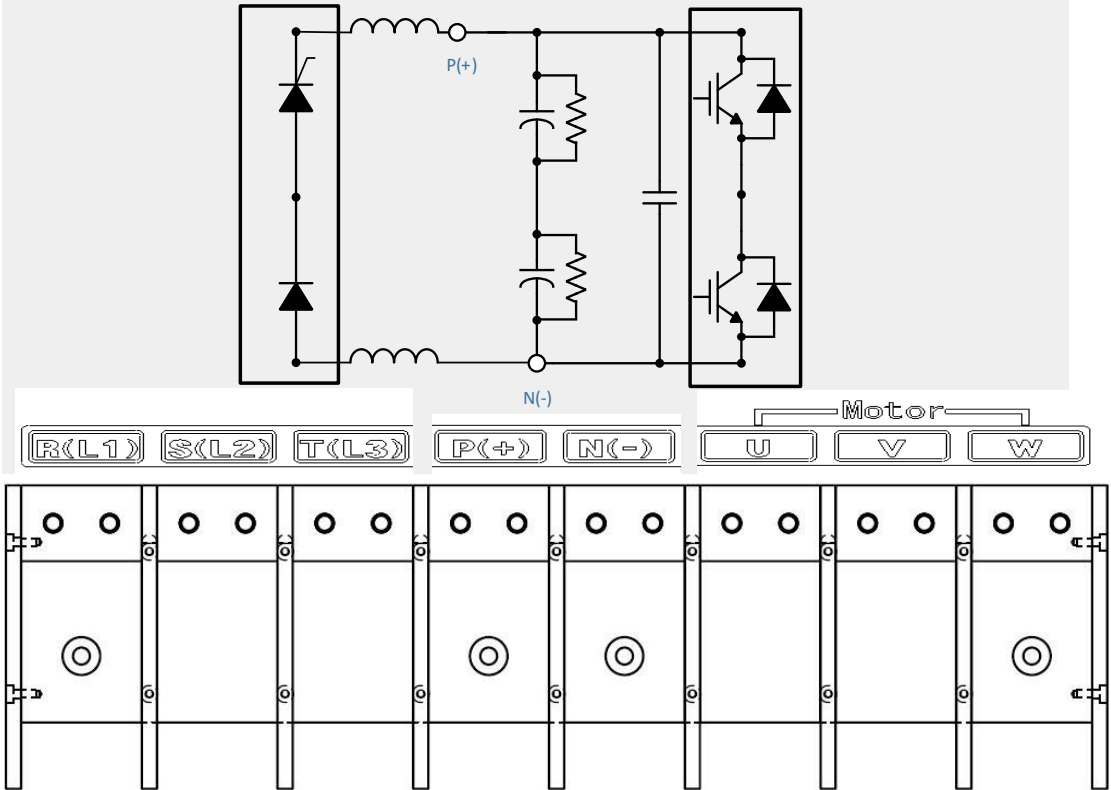 P(+)
N(-)
Motor
R(L1) S(L2) T(L3) P(+) N(-) U V W